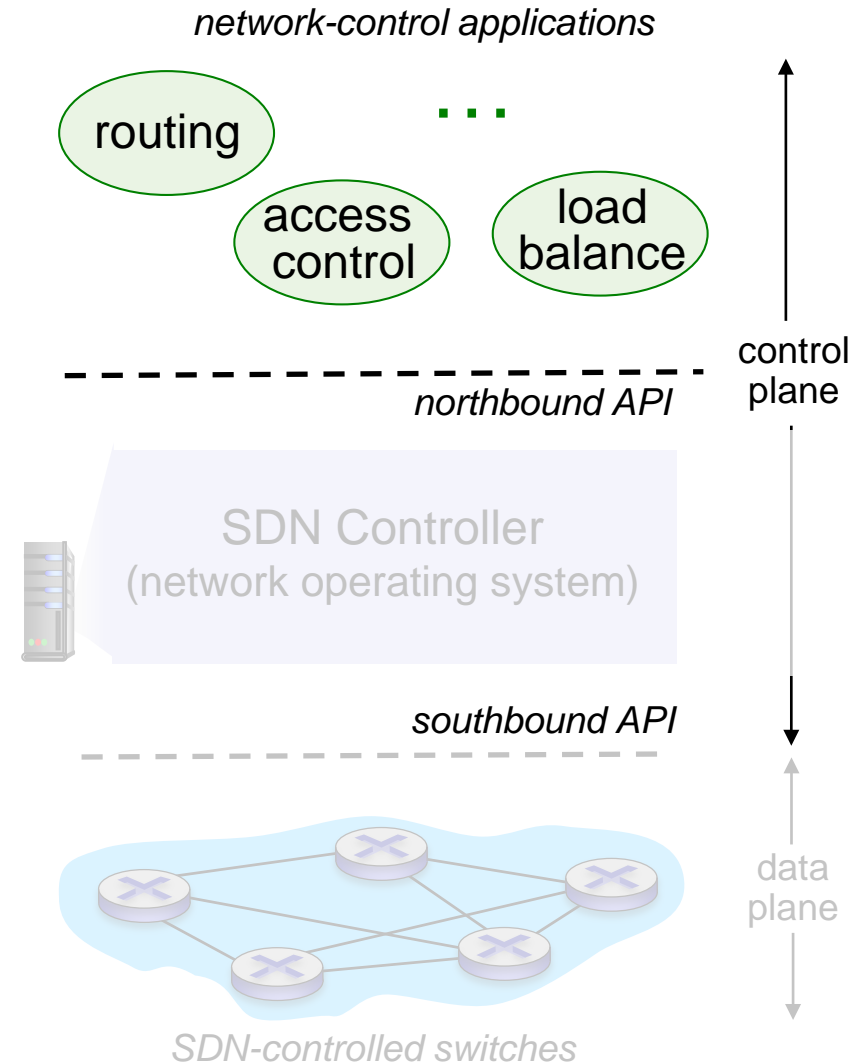 network-control applications
routing
...
access
control
load
balance
control
plane
northbound API
SDN Controller
(network operating system)
southbound API
data
plane
SDN-controlled switches